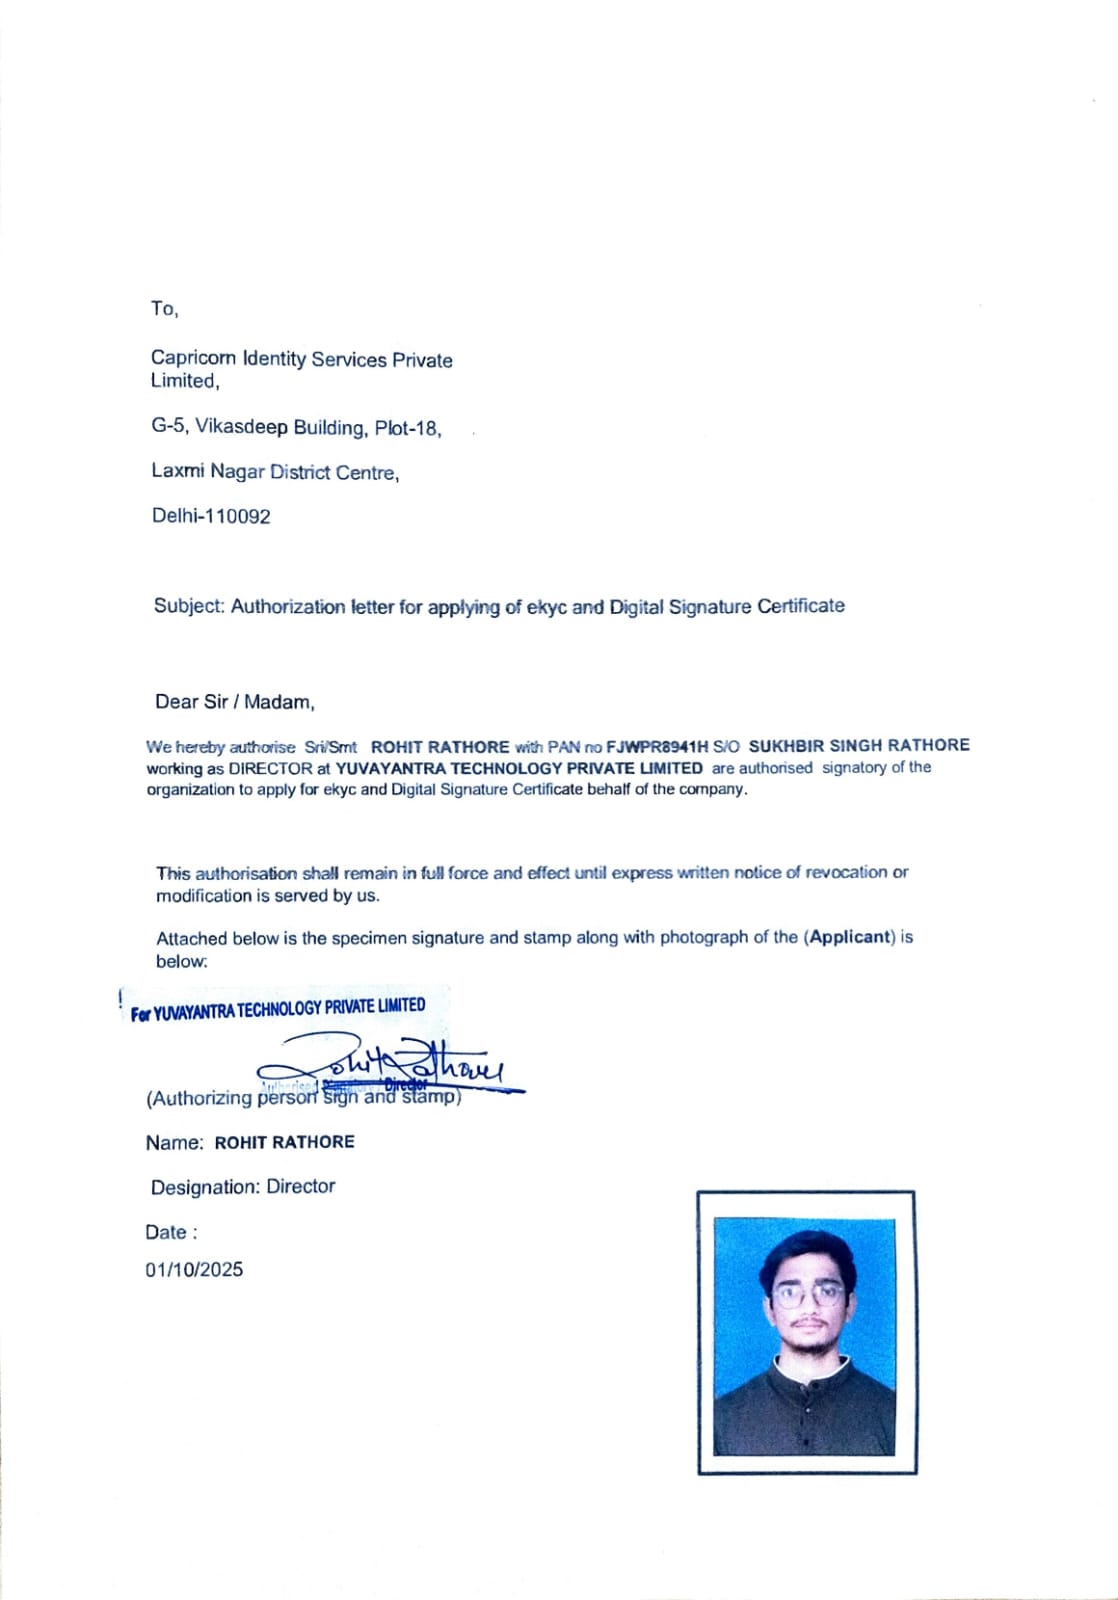 To,
Capricorn Identity Services Private
Limited,
G-5, Vikasdeep Building, Plot-18,
Laxmi Nagar District Centre,
Delhi-110092
Subject: Authorization letter for applying of ekyc and Digital Signature Certificate
Dear Sir / Madam,
We hereby authorise Sri/Smt ROHIT RATHORE with PAN no FJWPR8941H S/O SUKHBIR SINGH RATHORE
working as DIRECTOR at YUVAYANTRA TECHNOLOGY PRIVATE LIMITED are authorised signatory of the
organization to apply for ekyc and Digital Signature Certificate behalf of the company.
This authorisation shall remain in full force and effect until express written notice of revocation or
modification is served by us.
Attached below is the specimen signature and stamp along with photograph of the (Applicant) is
below:
For YUVAYANTRA TECHNOLOGY PRIVATE LIMITED
Rohit Rathore
Authorised / Director
(Authorizing person sign and stamp)
Name: ROHIT RATHORE
Designation: Director
Date :
01/10/2025